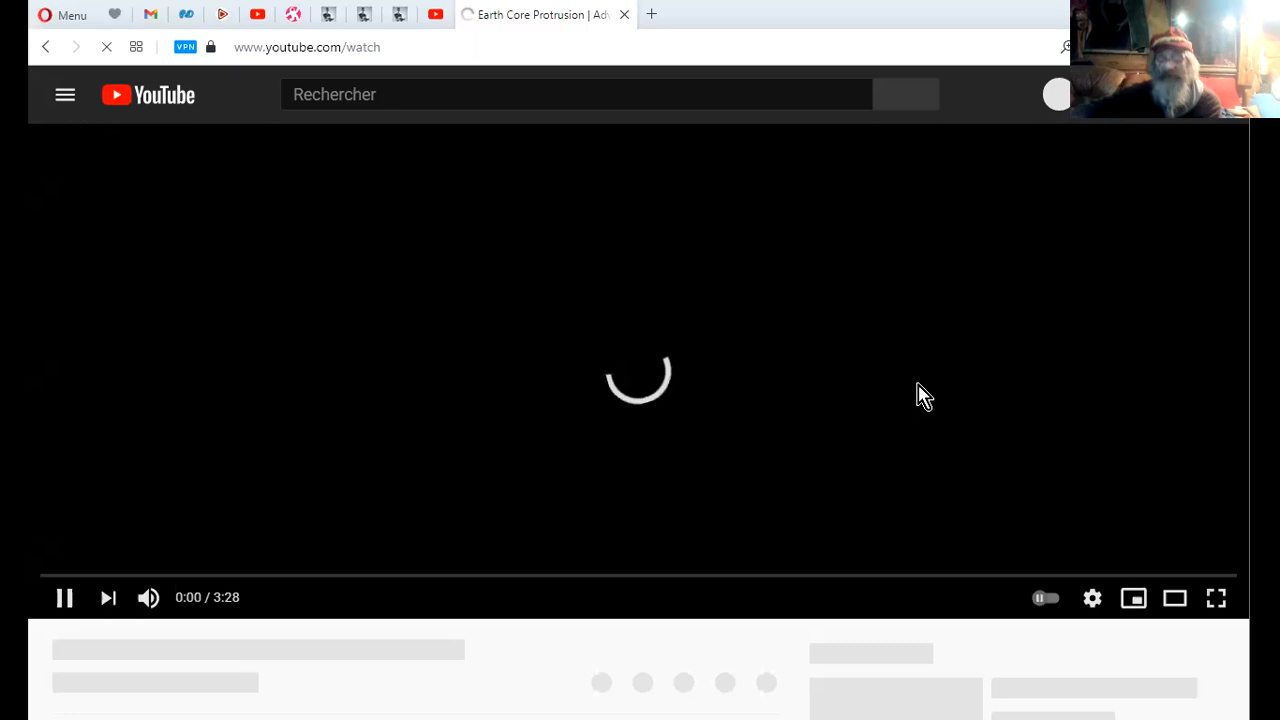 Menu
Earth Core Protrusion | Adv
VPN www.youtube.com/watch
YouTube
Rechercher
0:00 / 3:28